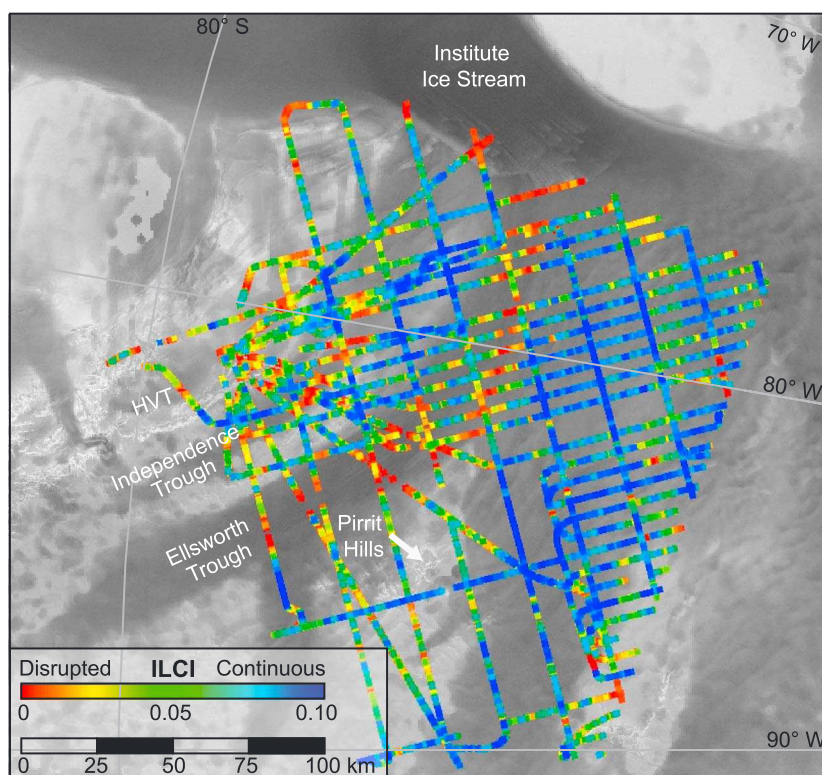 80° S
70° W
Institute
Ice Stream
HVT
Independence
Trough
Ellsworth
Trough
Pirrit
Hills
80° W
90° W
Disrupted ILCI Continuous
0 0.05 0.10
0 25 50 75 100 km